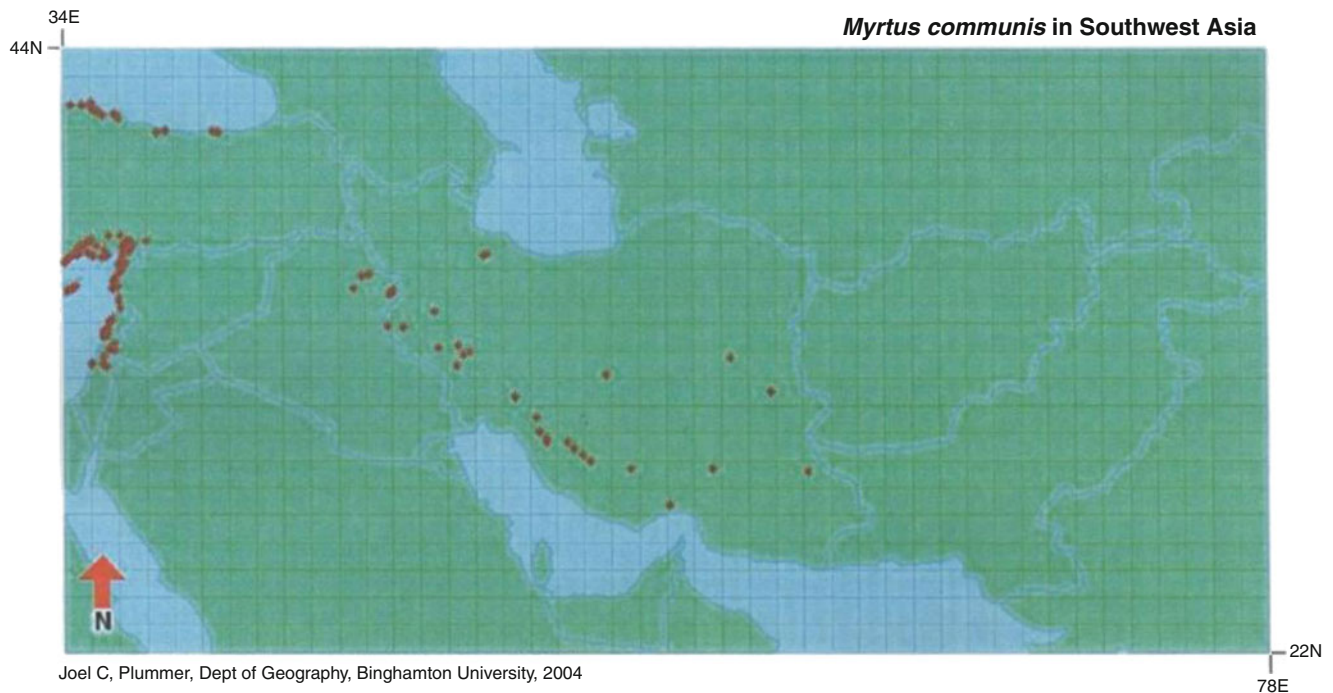 34E
44N
Myrtus communis in Southwest Asia
N
22N
Joel C, Plummer, Dept of Geography, Binghamton University, 2004
78E